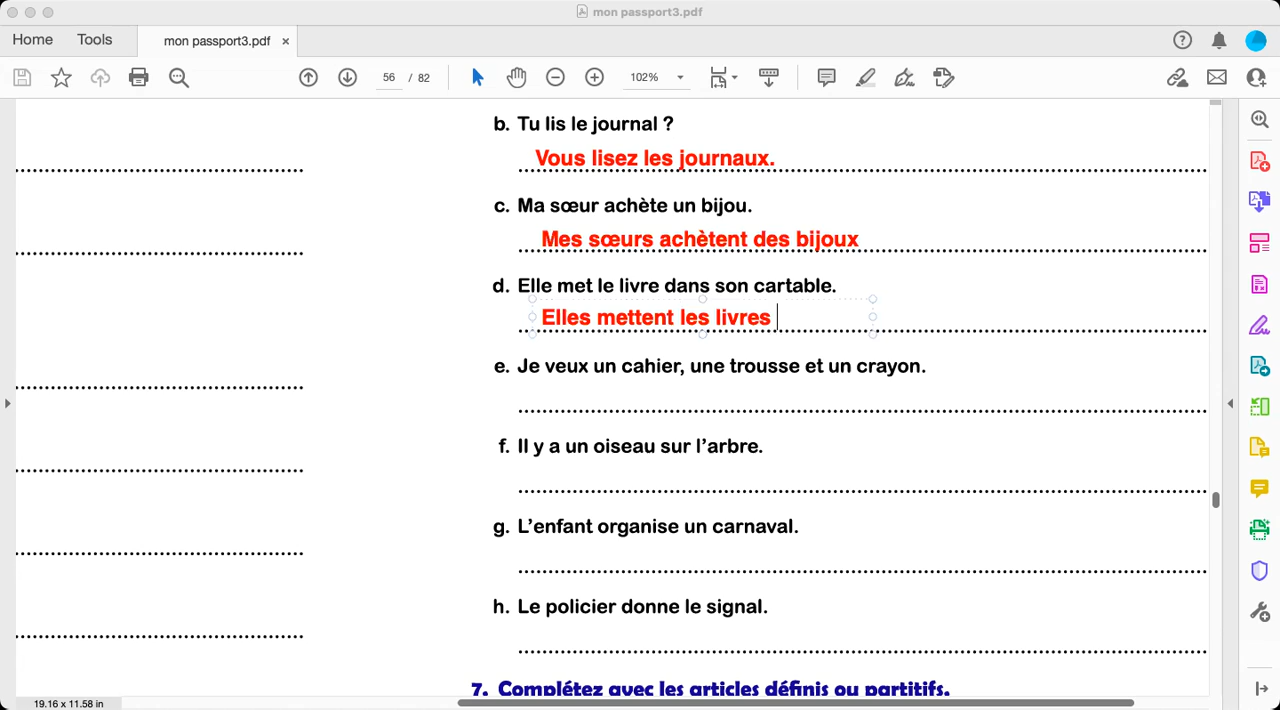 mon passport3.pdf
Home Tools mon passport3.pdf ×
56 / 82 102%
b. Tu lis le journal ?
Vous lisez les journaux.
c. Ma sœur achète un bijou.
Mes sœurs achètent des bijoux
d. Elle met le livre dans son cartable.
Elles mettent les livres
e. Je veux un cahier, une trousse et un crayon.
f. Il y a un oiseau sur l’arbre.
g. L’enfant organise un carnaval.
h. Le policier donne le signal.
7. Complétez avec les articles définis ou partitifs.
19.16 x 11.58 in